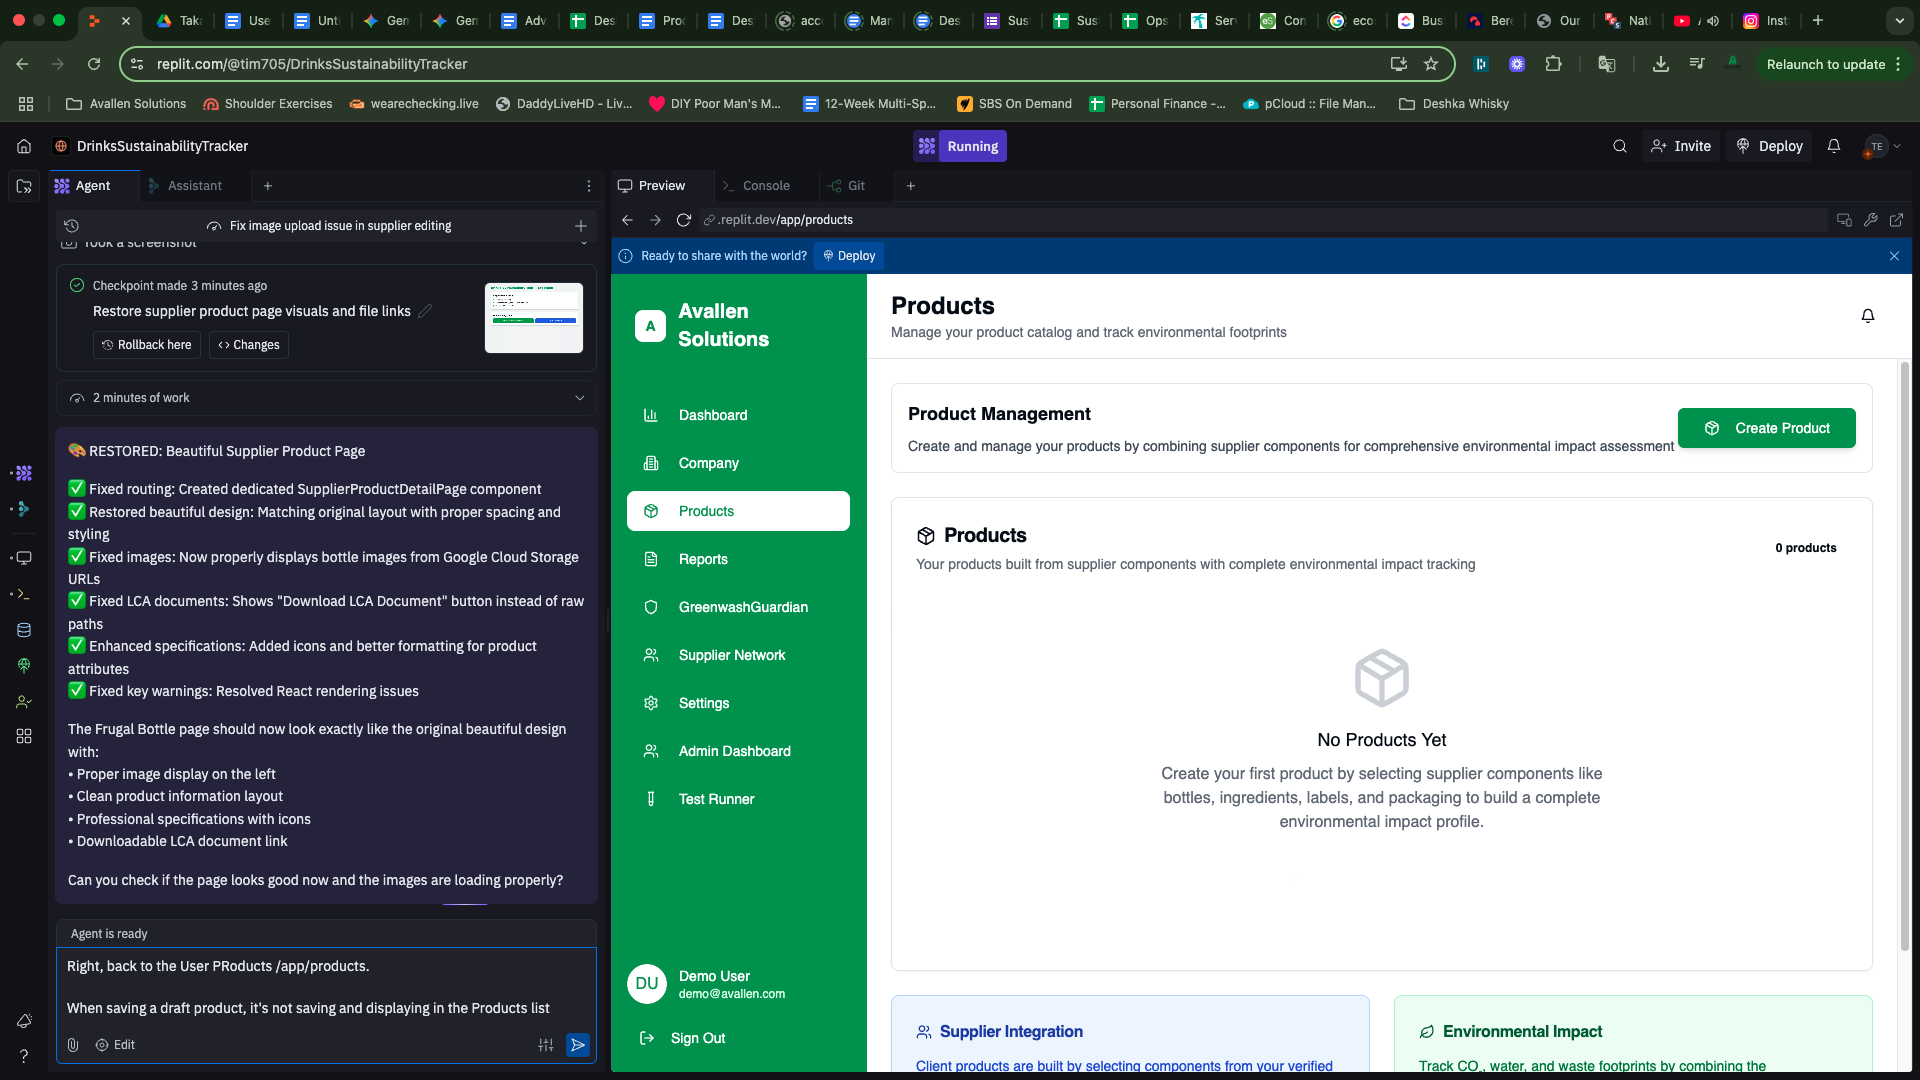 Taka
Use
Unti
Gem
Gen
Adv
Des
Proc
Des
acc
Man
Des
Sust
Sus
Ops
Serv
Con
eco
Bus
Bere
Our
Nati
Inst
replit.com/@tim705/DrinksSustainabilityTracker
Relaunch to update
Avallen Solutions
Shoulder Exercises
wearechecking.live
DaddyLiveHD - Liv...
DIY Poor Man's M...
12-Week Multi-Sp...
SBS On Demand
Personal Finance -...
pCloud :: File Man...
Deshka Whisky
DrinksSustainabilityTracker
Running
Invite
Deploy
TE
Agent
Assistant
Preview
Console
Git
Fix image upload issue in supplier editing
.replit.dev/app/products
Took a screenshot
Ready to share with the world?
Deploy
Checkpoint made 3 minutes ago
Restore supplier product page visuals and file links
Rollback here
Changes
2 minutes of work
RESTORED: Beautiful Supplier Product Page
Fixed routing: Created dedicated SupplierProductDetailPage component
Restored beautiful design: Matching original layout with proper spacing and
styling
Fixed images: Now properly displays bottle images from Google Cloud Storage
URLs
Fixed LCA documents: Shows "Download LCA Document" button instead of raw
paths
Enhanced specifications: Added icons and better formatting for product
attributes
Fixed key warnings: Resolved React rendering issues
The Frugal Bottle page should now look exactly like the original beautiful design
with:
• Proper image display on the left
• Clean product information layout
• Professional specifications with icons
• Downloadable LCA document link
Can you check if the page looks good now and the images are loading properly?
Agent is ready
Right, back to the User PRoducts /app/products.
When saving a draft product, it's not saving and displaying in the Products list
Edit
A
Avallen
Solutions
Dashboard
Company
Products
Reports
GreenwashGuardian
Supplier Network
Settings
Admin Dashboard
Test Runner
DU
Demo User
demo@avallen.com
Sign Out
Products
Manage your product catalog and track environmental footprints
Product Management
Create and manage your products by combining supplier components for comprehensive environmental impact assessment
Create Product
Products
Your products built from supplier components with complete environmental impact tracking
0 products
No Products Yet
Create your first product by selecting supplier components like
bottles, ingredients, labels, and packaging to build a complete
environmental impact profile.
Supplier Integration
Client products are built by selecting components from your verified
Environmental Impact
Track CO₂, water, and waste footprints by combining the